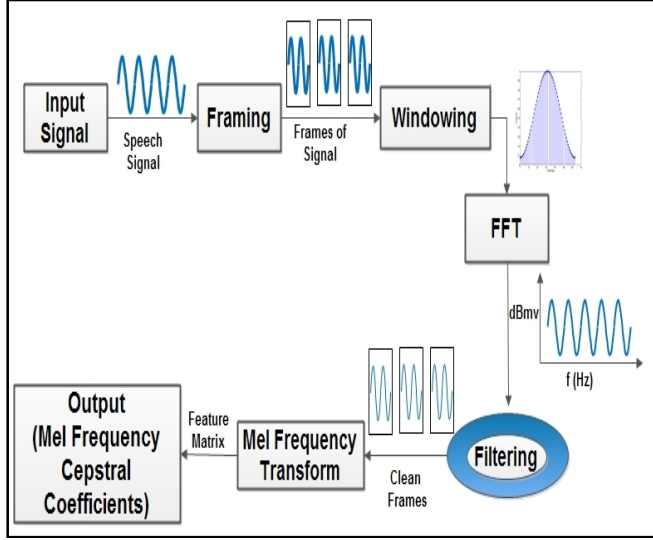 Input
Signal
Speech
Signal
Framing
Frames of
Signal
Windowing
FFT
dBmv
f (Hz)
Filtering
Clean
Frames
Mel Frequency
Transform
Feature
Matrix
Output
(Mel Frequency
Cepstral
Coefficients)